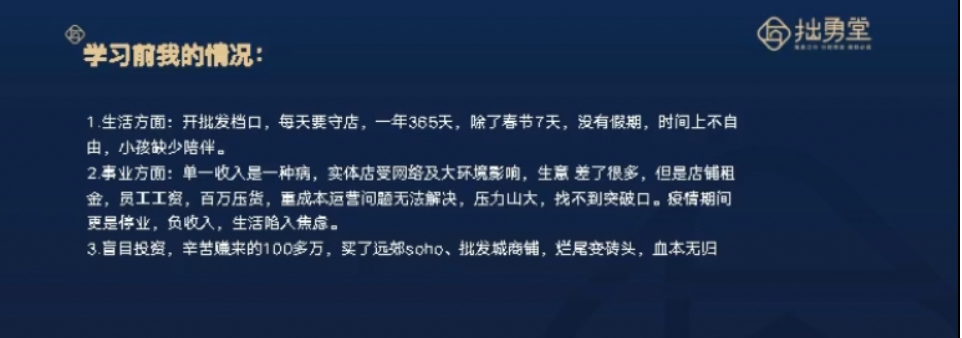 学习前我的情况：
拙勇堂
1.生活方面：开批发档口，每天要守店，一年365天，除了春节7天，没有假期，时间上不自
由，小孩缺少陪伴。
2.事业方面：单一收入是一种病，实体店受网络及大环境影响，生意 差了很多，但是店铺租
金，员工工资，百万压货，重成本运营问题无法解决，压力山大，找不到突破口。疫情期间
更是停业，负收入，生活陷入焦虑。
3.盲目投资，辛苦赚来的100多万，买了远郊soho、批发城商铺，烂尾变砖头，血本无归